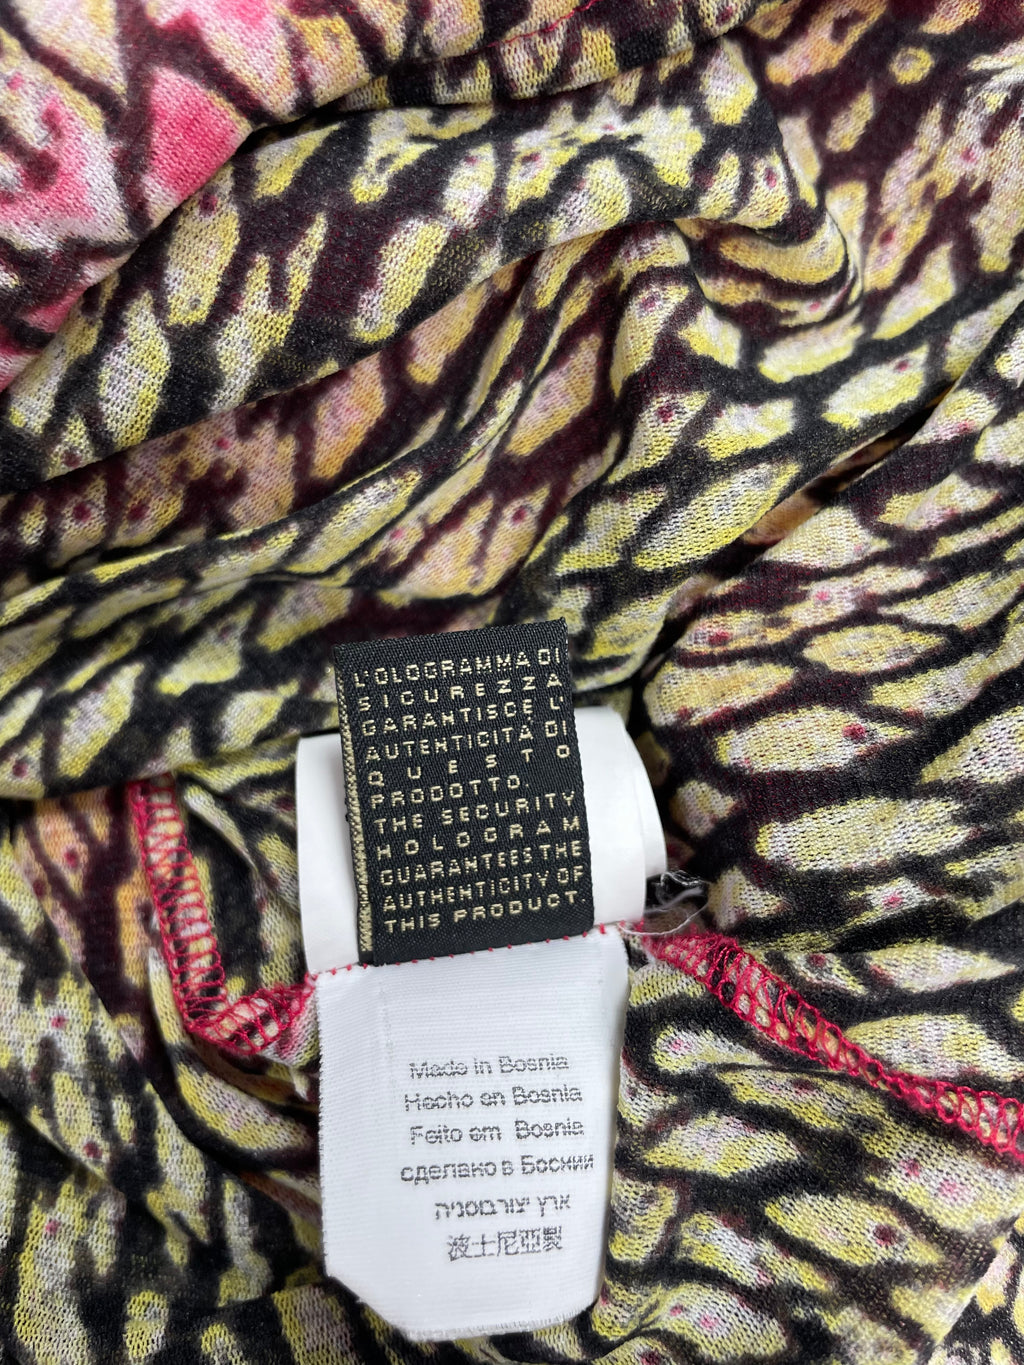 L'OLOGRAMMA DI
SICUREZZA
GARANTISCE L'
AUTENTICITÀ DI
QUESTO
PRODOTTO.
THE SECURITY
HOLOGRAM
GUARANTEES THE
AUTHENTICITY OF
THIS PRODUCT.
Made in Bosnia
Hecho en Bosnia
Feito em Bosnia
сделано в Боснии
ארץ יצור:בוסניה
波士尼亞製